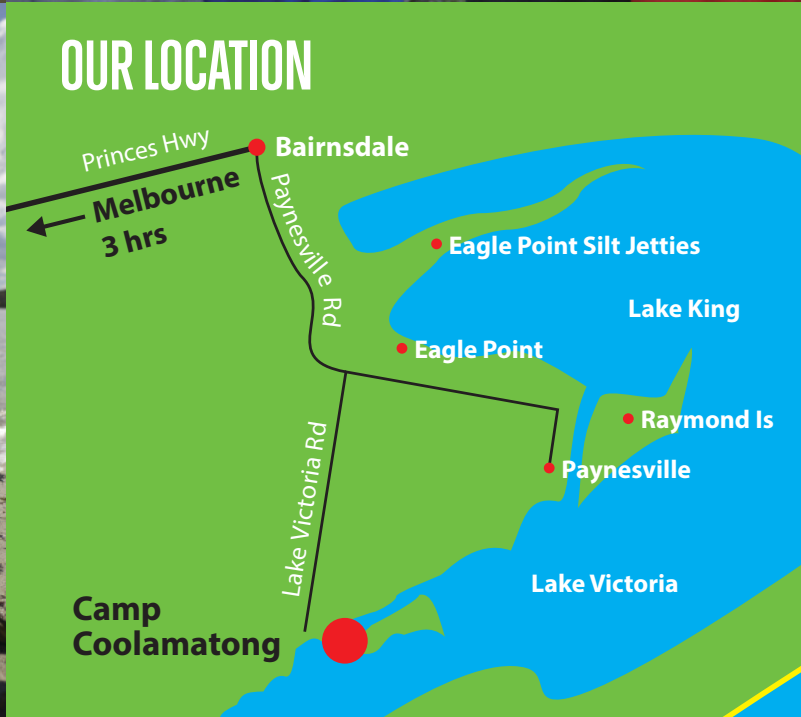 OUR LOCATION
Princes Hwy
Bairnsdale
Melbourne
3 hrs
Paynesville Rd
Eagle Point Silt Jetties
Lake King
Eagle Point
Raymond Is
Paynesville
Lake Victoria Rd
Lake Victoria
Camp
Coolamatong